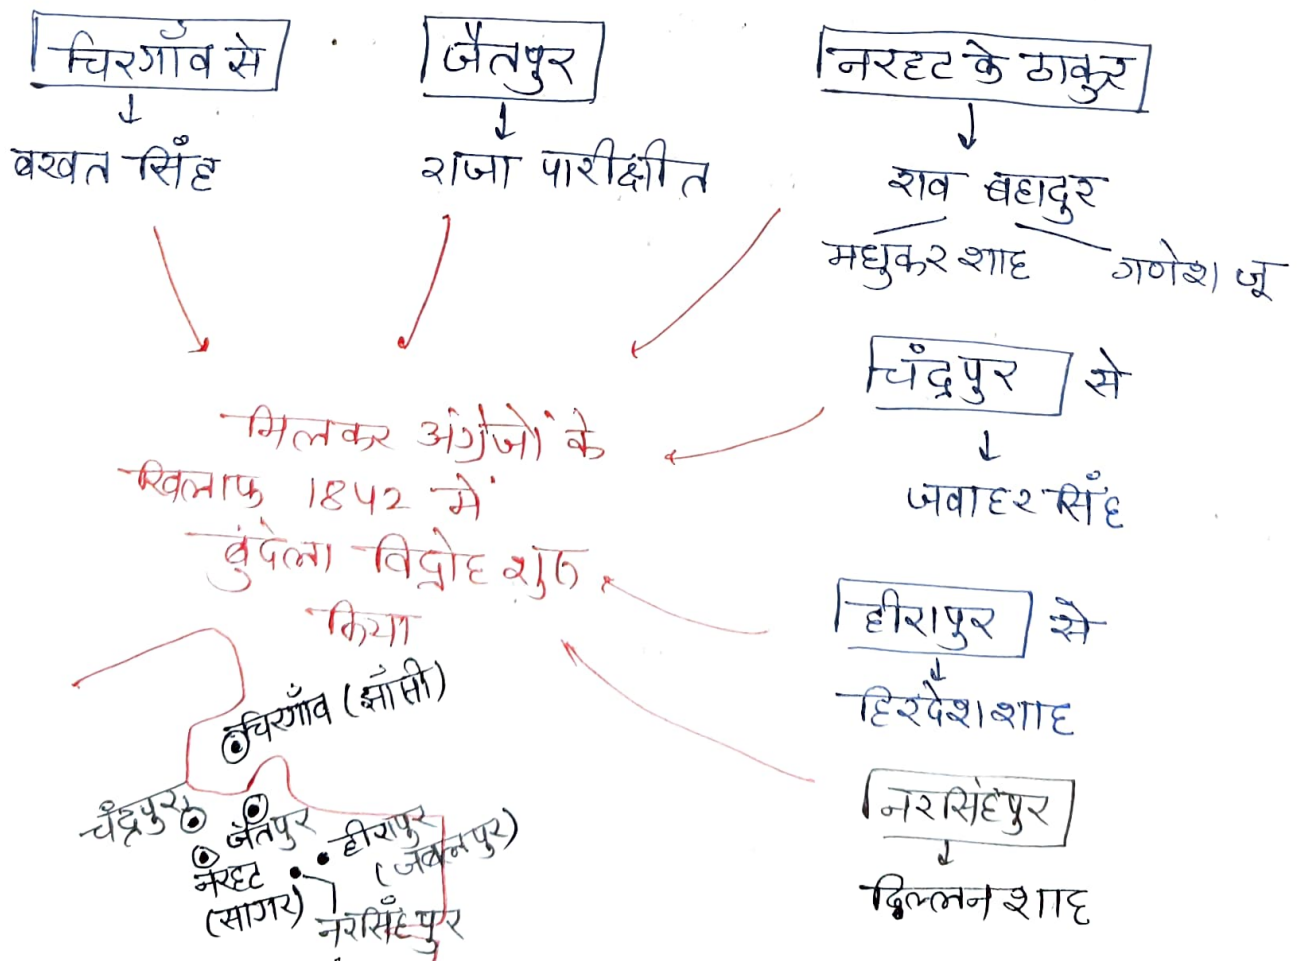 चिरगाँव से
बखत सिँह
जैतपुर
राजा पारीक्षीत
नरहट के ठाकुर
राव बहादुर
मधुकर शाह गणेश जू
चँद्रपुर से
जवाहर सिँह
हीरापुर से
हिरदेश शाह
नरसिंहपुर
दिल्लन शाह
मिलकर अंग्रेजों के
खिलाफ 1842 में
बुंदेला विद्रोह शुरू
किया
चिरगाँव (झाँसी)
चँद्रपुर
जैतपुर
हीरापुर
(जबलपुर)
नरहट
(सागर)
नरसिँहपुर